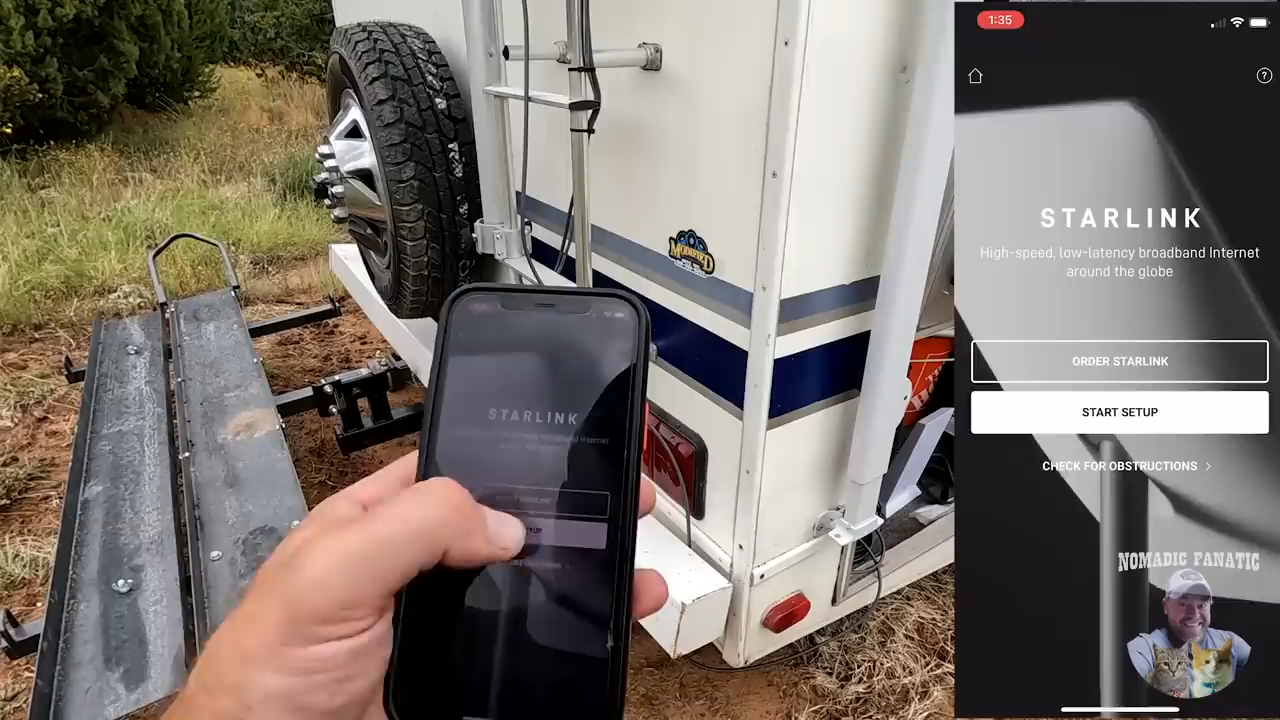 1:35
STARLINK
High-speed, low-latency broadband Internet
around the globe
ORDER STARLINK
START SETUP
CHECK FOR OBSTRUCTIONS
NOMADIC FANATIC
MODIFIED
STARLINK